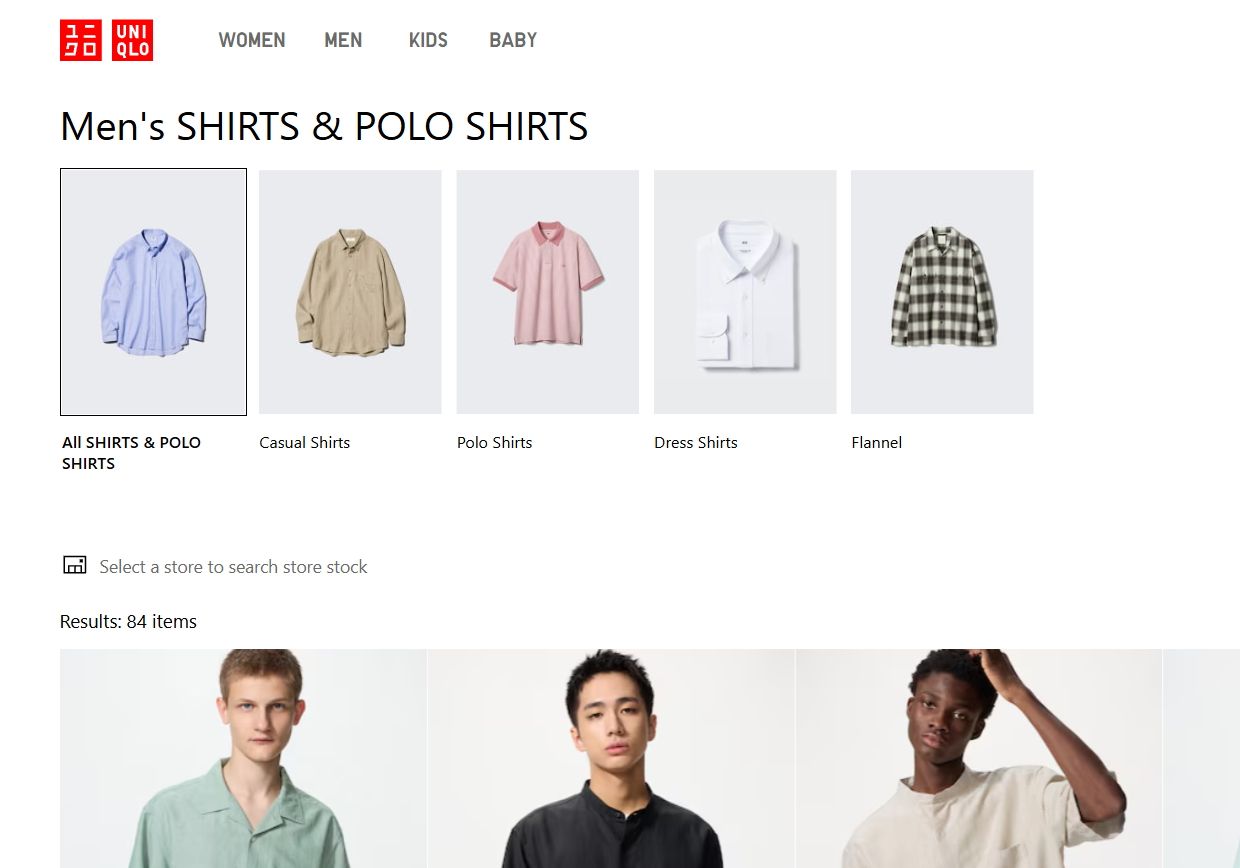 ユニ UNI
クロ QLO
WOMEN MEN KIDS BABY
Men's SHIRTS & POLO SHIRTS
All SHIRTS & POLO
SHIRTS
Casual Shirts
Polo Shirts
Dress Shirts
Flannel
Select a store to search store stock
Results: 84 items